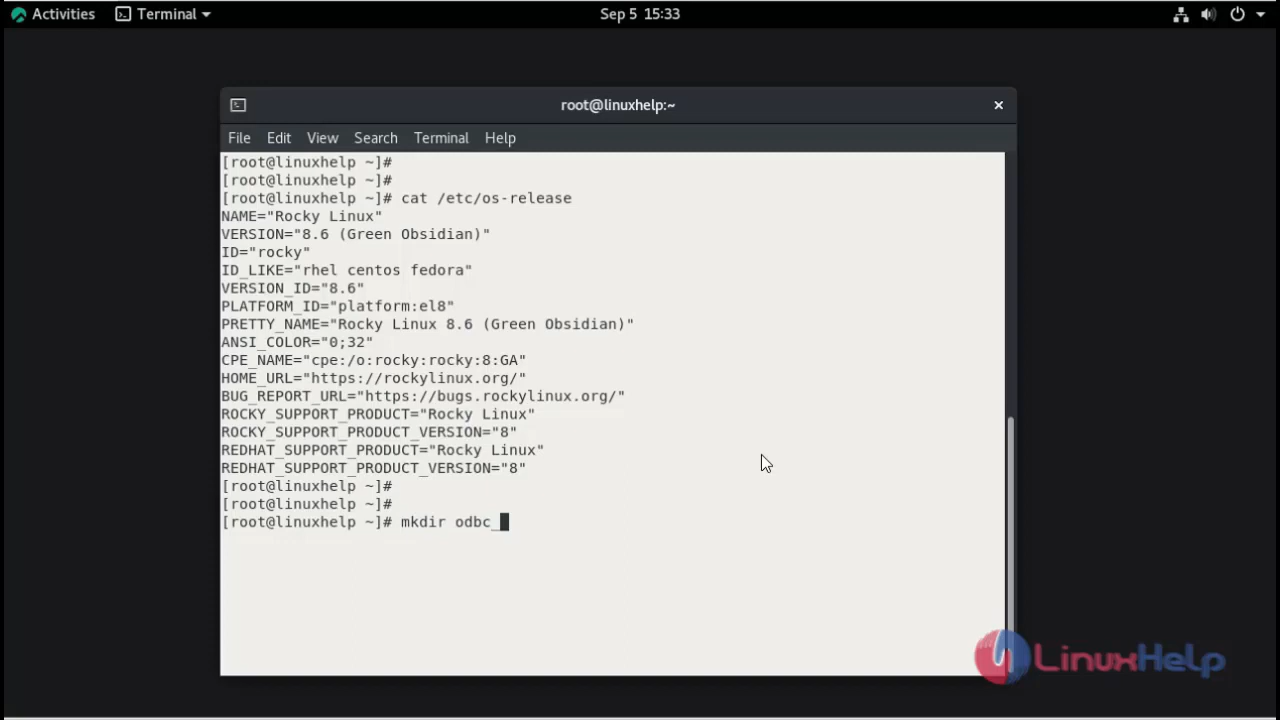 Activities Terminal Sep 5 15:33
root@linuxhelp:~
File Edit View Search Terminal Help
[root@linuxhelp ~]#
[root@linuxhelp ~]#
[root@linuxhelp ~]# cat /etc/os-release
NAME="Rocky Linux"
VERSION="8.6 (Green Obsidian)"
ID="rocky"
ID_LIKE="rhel centos fedora"
VERSION_ID="8.6"
PLATFORM_ID="platform:el8"
PRETTY_NAME="Rocky Linux 8.6 (Green Obsidian)"
ANSI_COLOR="0;32"
CPE_NAME="cpe:/o:rocky:rocky:8:GA"
HOME_URL="https://rockylinux.org/"
BUG_REPORT_URL="https://bugs.rockylinux.org/"
ROCKY_SUPPORT_PRODUCT="Rocky Linux"
ROCKY_SUPPORT_PRODUCT_VERSION="8"
REDHAT_SUPPORT_PRODUCT="Rocky Linux"
REDHAT_SUPPORT_PRODUCT_VERSION="8"
[root@linuxhelp ~]#
[root@linuxhelp ~]#
[root@linuxhelp ~]# mkdir odbc_
LinuxHelp